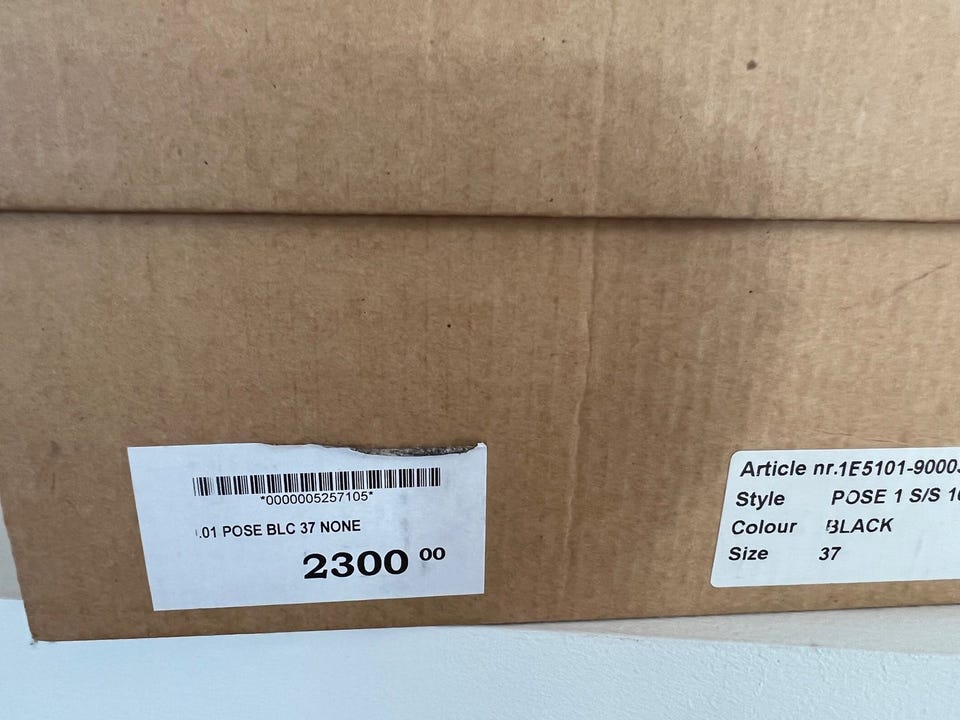 *0000005257105*
.01 POSE BLC 37 NONE
2300 00
Article nr.1E5101-9000
Style POSE 1 S/S 1
Colour BLACK
Size 37